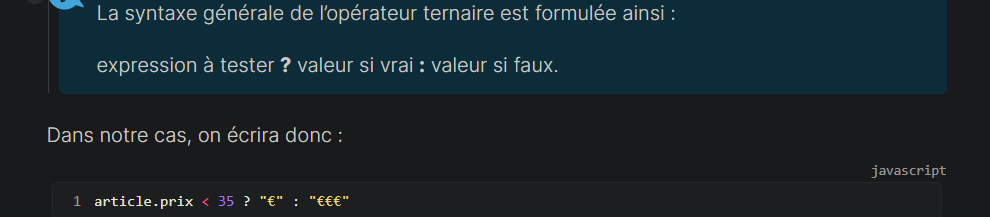 La syntaxe générale de l’opérateur ternaire est formulée ainsi :
expression à tester ? valeur si vrai : valeur si faux.
Dans notre cas, on écrira donc :
javascript
1 article.prix < 35 ? "€" : "€€€"